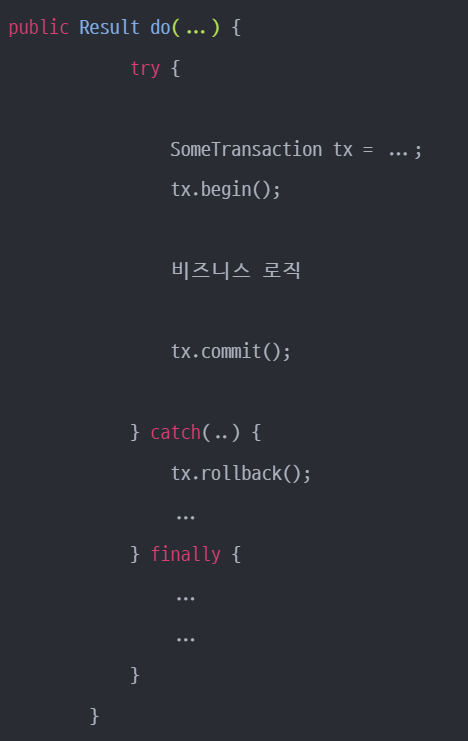 public Result do(...) {
try {
SomeTransaction tx = ...;
tx.begin();
비즈니스 로직
tx.commit();
} catch(..) {
tx.rollback();
...
} finally {
...
...
}
}